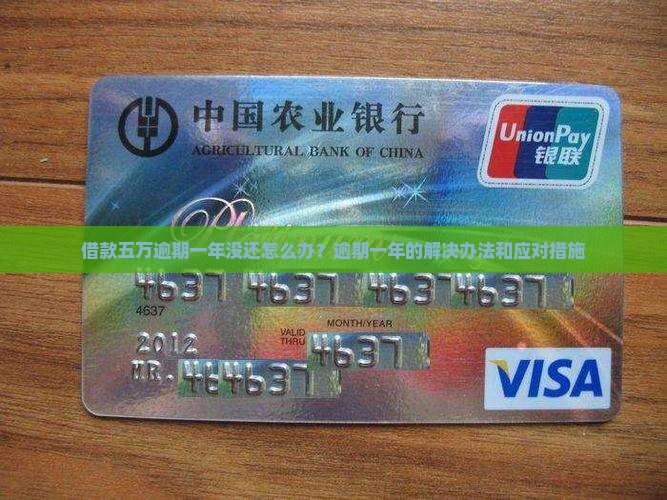 中国农业银行
AGRICULTURAL BANK OF CHINA
UnionPay
银联
借款五万逾期一年没还怎么办？逾期一年的解决办法和应对措施
4637 4637 4637 4637
4637
MONTH/YEAR
VALID
THRU
4637
2012
MR. 464637
VISA